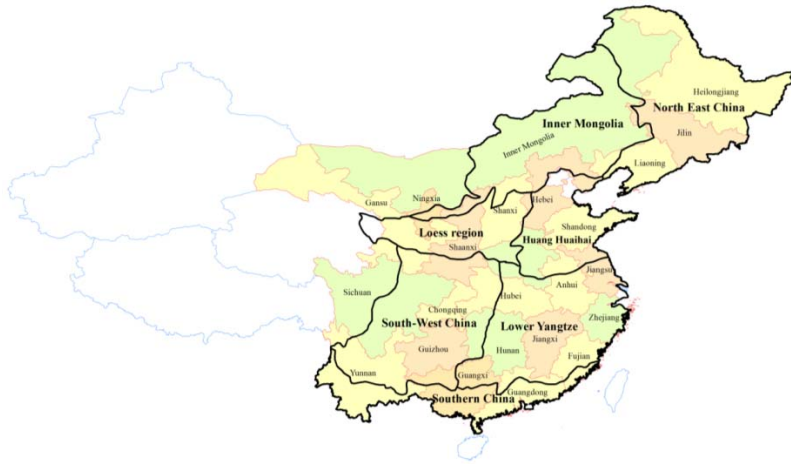 Heilongjiang
North East China
Inner Mongolia
Jilin
Inner Mongolia
Liaoning
Gansu
Ningxia
Shanxi
Hebei
Shandong
Loess region
Huang Huaihai
Shaanxi
Jiangsu
Sichuan
Anhui
Chongqing
Hubei
Zhejiang
South-West China
Lower Yangtze
Jiangxi
Guizhou
Hunan
Fujian
Yunnan
Guangxi
Guangdong
Southern China